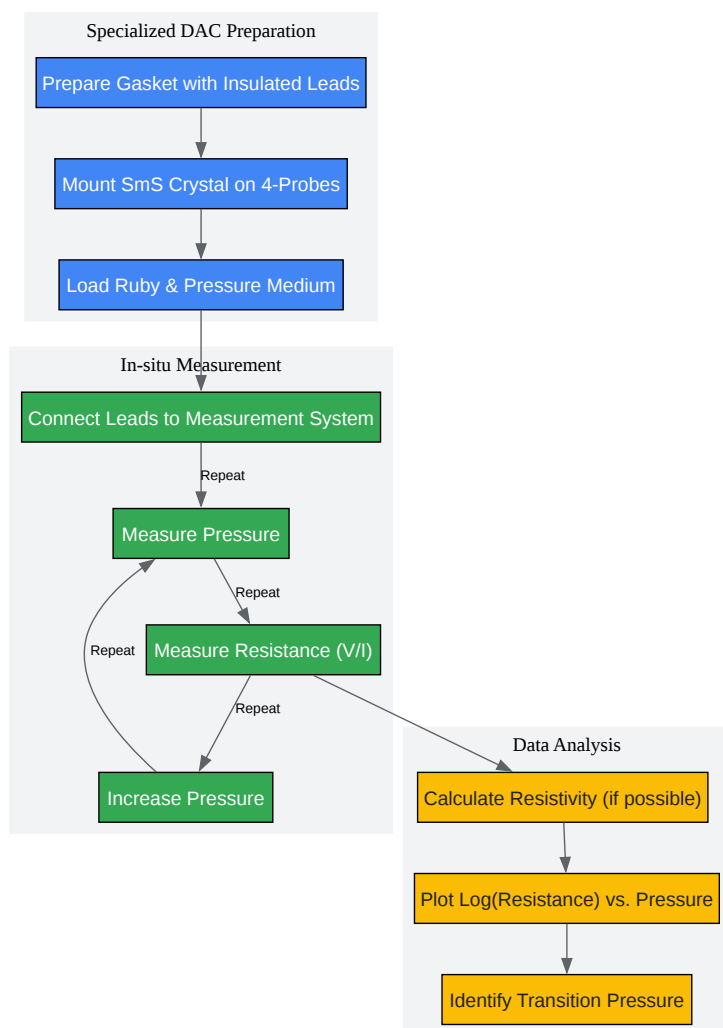 Specialized DAC Preparation
Prepare Gasket with Insulated Leads
Mount SmS Crystal on 4-Probes
Load Ruby & Pressure Medium
In-situ Measurement
Connect Leads to Measurement System
Repeat
Measure Pressure
Repeat
Repeat
Measure Resistance (V/I)
Repeat
Increase Pressure
Data Analysis
Calculate Resistivity (if possible)
Plot Log(Resistance) vs. Pressure
Identify Transition Pressure